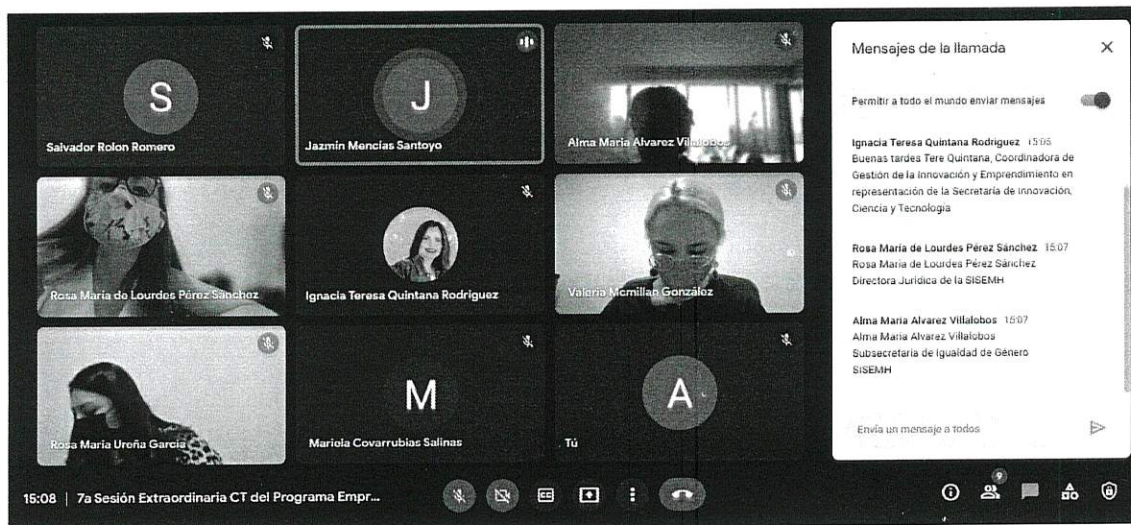 S
Salvador Rolon Romero
J
Jazmin Mencías Santoyo
Alma Maria Alvarez Villalobos
Rosa Maria de Lourdes Pérez Sánchez
Ignacia Teresa Quintana Rodriguez
Valeria Mcmillan González
Rosa Maria Ureña Garcia
M
Mariola Covarrubias Salinas
A
Tú
Mensajes de la llamada
Permitir a todo el mundo enviar mensajes
Ignacia Teresa Quintana Rodriguez 15:05
Buenas tardes Tere Quintana, Coordinadora de
Gestión de la Innovación y Emprendimiento en
representación de la Secretaría de Innovación,
Ciencia y Tecnología
Rosa María de Lourdes Pérez Sánchez 15:07
Rosa María de Lourdes Pérez Sánchez
Directora Jurídica de la SISEMH
Alma Maria Alvarez Villalobos 15:07
Alma Maria Alvarez Villalobos
Subsecretaria de Igualdad de Género
SISEMH
Envía un mensaje a todos
15:08 | 7a Sesión Extraordinaria CT del Programa Empr...
CC
9